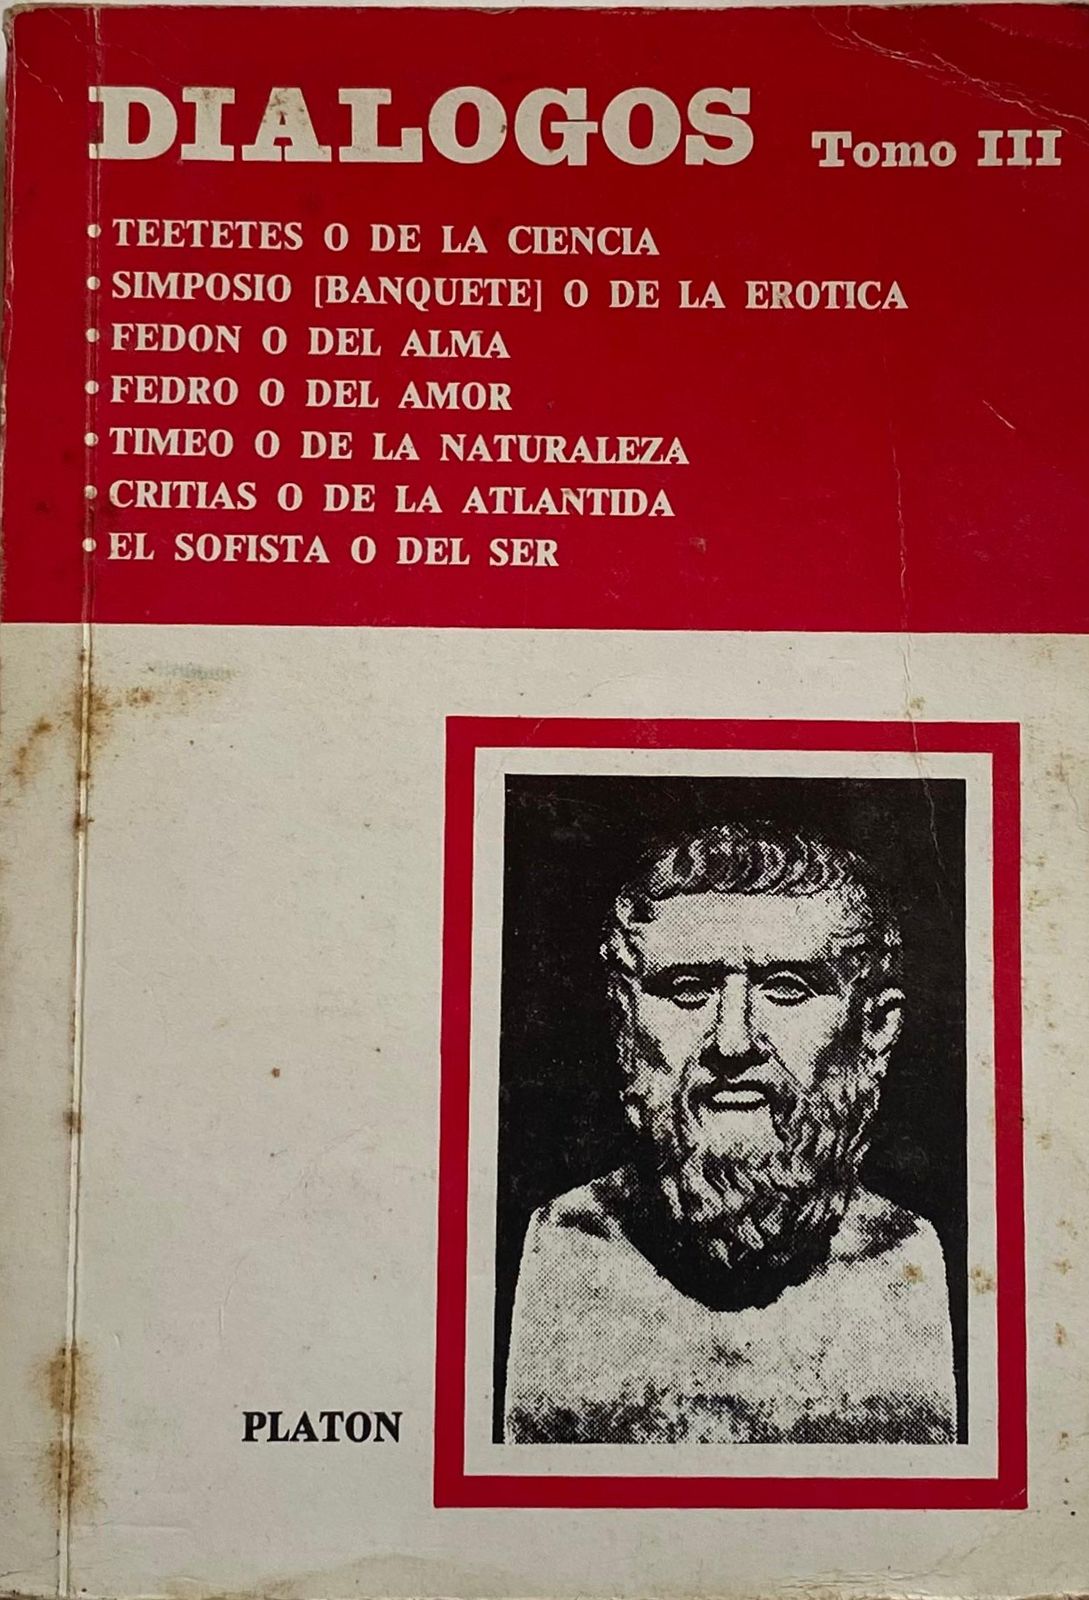 DIALOGOS Tomo III
• TEETETES O DE LA CIENCIA
• SIMPOSIO [BANQUETE] O DE LA EROTICA
• FEDON O DEL ALMA
• FEDRO O DEL AMOR
• TIMEO O DE LA NATURALEZA
• CRITIAS O DE LA ATLANTIDA
• EL SOFISTA O DEL SER
PLATON